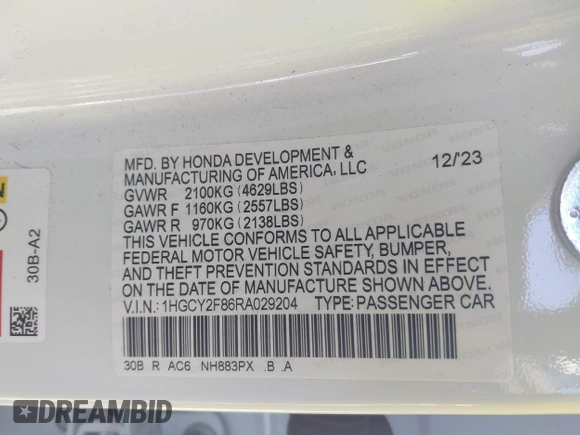 MFD. BY HONDA DEVELOPMENT &
MANUFACTURING OF AMERICA, LLC 12/'23
GVWR 2100KG (4629LBS)
GAWR F 1160KG (2557LBS)
GAWR R 970KG (2138LBS)
THIS VEHICLE CONFORMS TO ALL APPLICABLE
FEDERAL MOTOR VEHICLE SAFETY, BUMPER,
AND THEFT PREVENTION STANDARDS IN EFFECT
ON THE DATE OF MANUFACTURE SHOWN ABOVE.
V.I.N.: 1HGCY2F86RA029204 TYPE: PASSENGER CAR
30B R AC6 NH883PX .B .A
30B-A2
DREAMBID